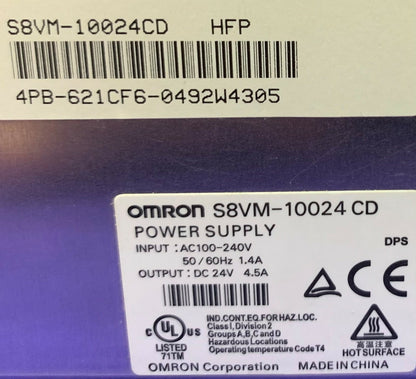 S8VM-10024CD HFP
4PB-621CF6-0492W4305
OMRON S8VM-10024 CD
POWER SUPPLY
DPS
INPUT : AC100-240V
50/60Hz 1.4A
OUTPUT : DC 24V 4.5A
IND.CONT.EQ.FOR HAZ.LOC.
Class I, Division 2
Groups A, B, C and D
Hazardous Locations
Operating temperature Code T4
c UL us
LISTED
71TM
高温注意
HOT SURFACE
OMRON Corporation MADE IN CHINA